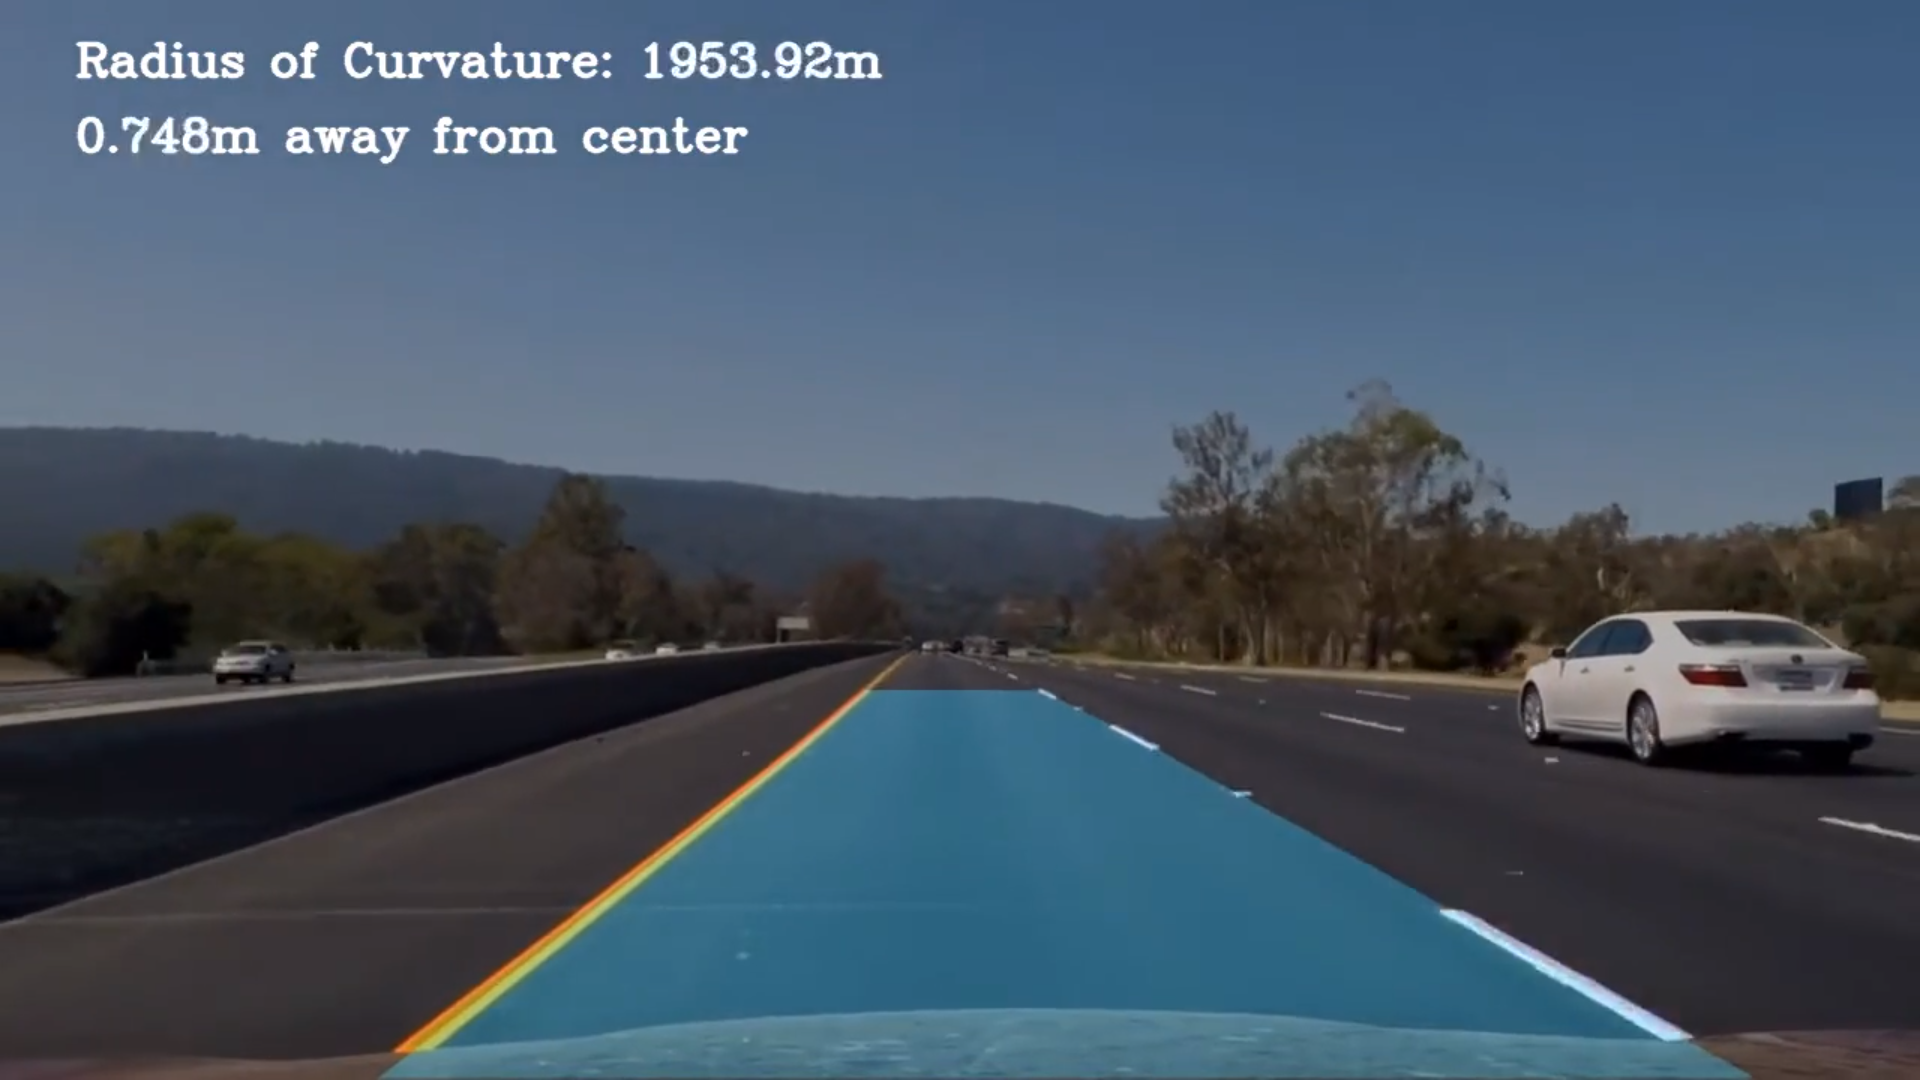 Radius of Curvature: 1953.92m
0.748m away from center